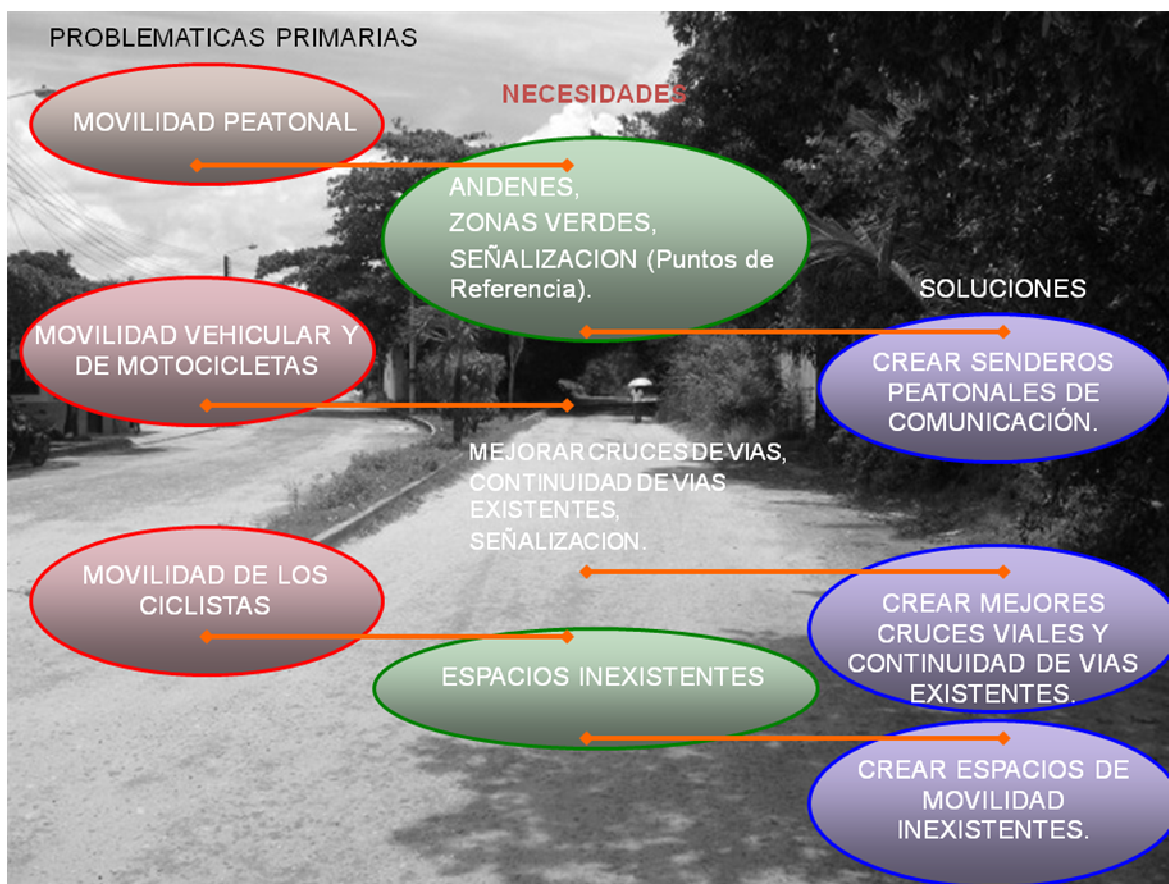 PROBLEMATICAS PRIMARIAS
MOVILIDAD PEATONAL
MOVILIDAD VEHICULAR Y
DE MOTOCICLETAS
MOVILIDAD DE LOS
CICLISTAS
NECESIDADES
ANDENES,
ZONAS VERDES,
SEÑALIZACION (Puntos de
Referencia).
MEJORAR CRUCES DE VIAS,
CONTINUIDAD DE VIAS
EXISTENTES,
SEÑALIZACION.
ESPACIOS INEXISTENTES
SOLUCIONES
CREAR SENDEROS
PEATONALES DE
COMUNICACIÓN.
CREAR MEJORES
CRUCES VIALES Y
CONTINUIDAD DE VIAS
EXISTENTES.
CREAR ESPACIOS DE
MOVILIDAD
INEXISTENTES.